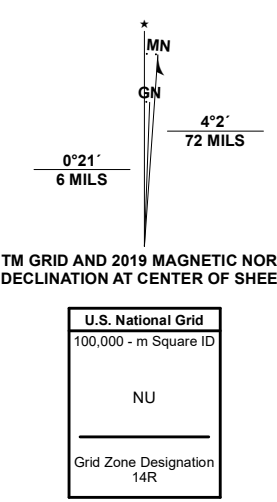 ★
MN
GN
4°2´
72 MILS
0°21´
6 MILS
TM GRID AND 2019 MAGNETIC NOR
DECLINATION AT CENTER OF SHEE
U.S. National Grid
100,000 - m Square ID
NU
Grid Zone Designation
14R